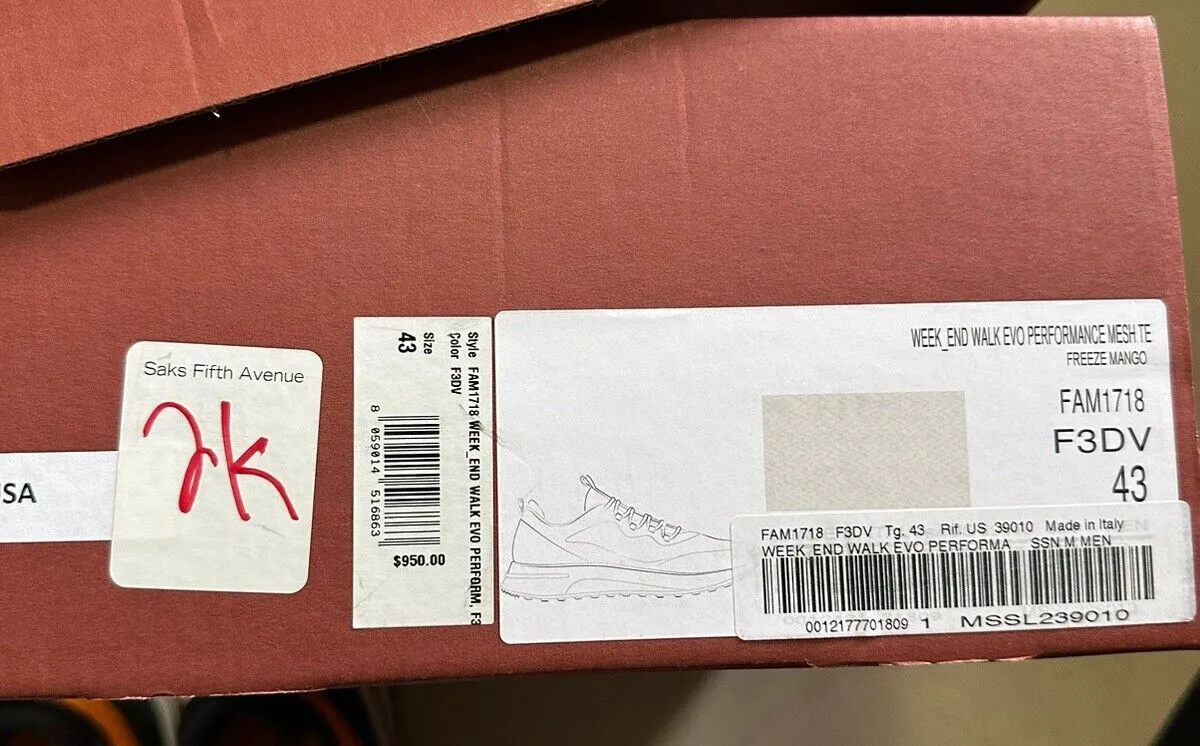 SA
Saks Fifth Avenue
2K
Style FAM1718 WEEK_END WALK EVO PERFORM, F3
Color F3DV
Size
43
8 059014 516863
$950.00
WEEK_END WALK EVO PERFORMANCE MESH TE
FREEZE MANGO
FAM1718
F3DV
43
FAM1718 F3DV Tg. 43 Rif. US 39010 Made in Italy
WEEK_END WALK EVO PERFORMA SSN M MEN
0012177701809 1 MSSL239010